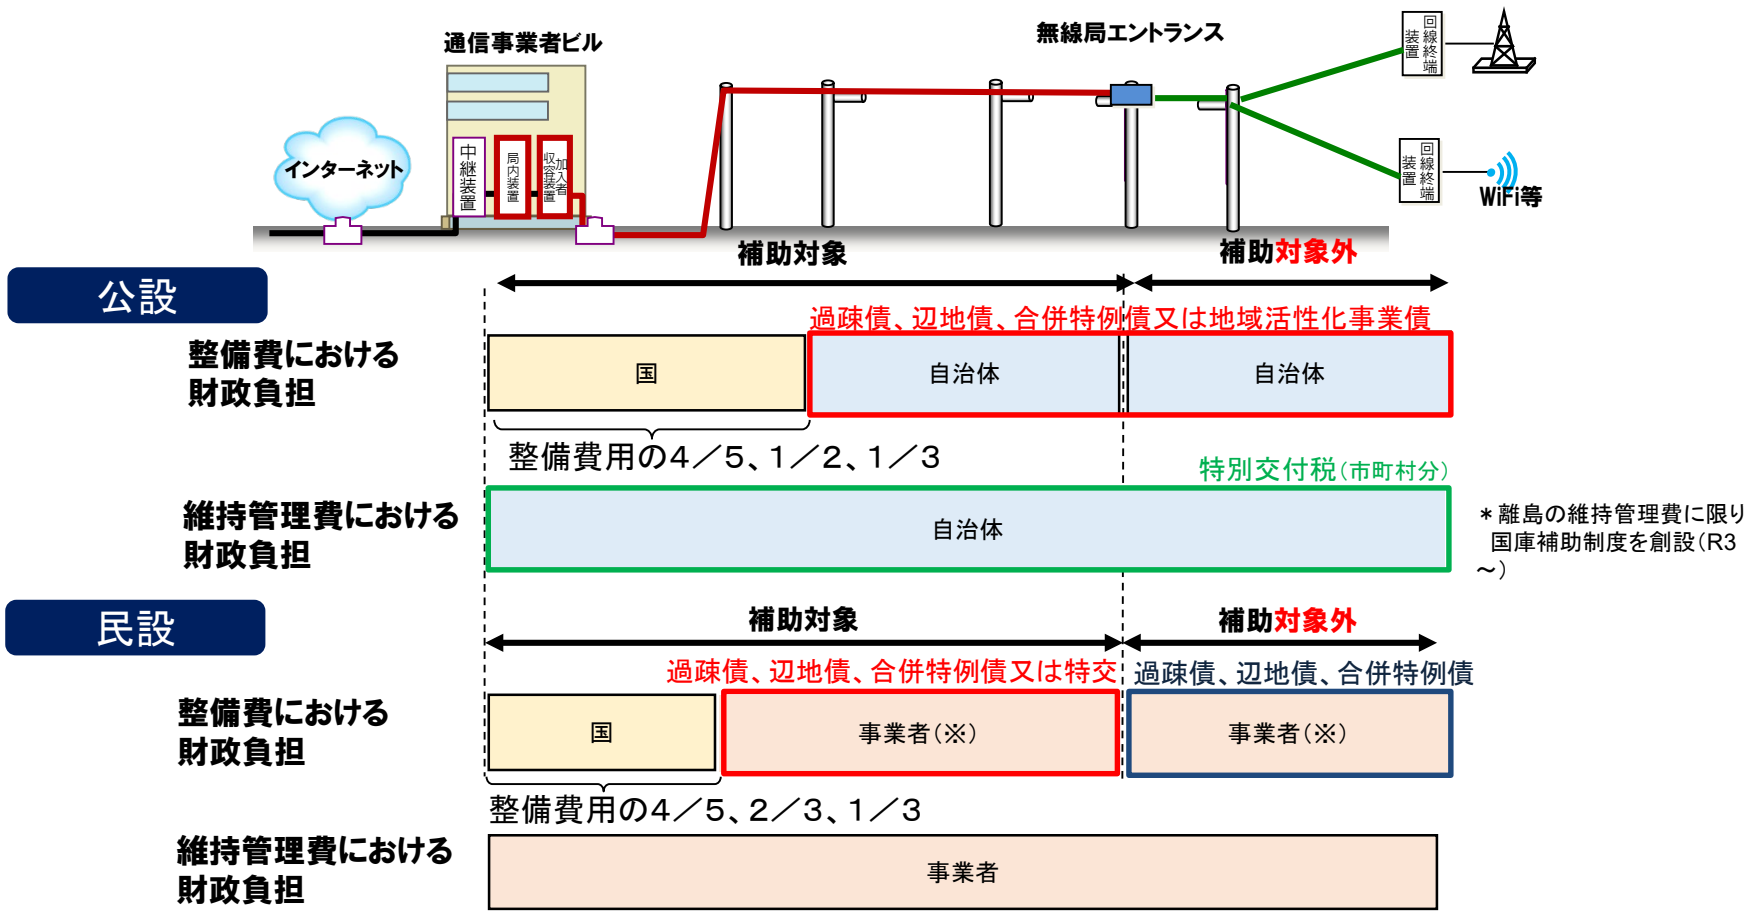 通信事業者ビル
無線局エントランス
回線終端装置
インターネット
中継装置
局内装置
加入者収容装置
回線終端装置
WiFi等
補助対象
補助対象外
公設
過疎債、辺地債、合併特例債又は地域活性化事業債
整備費における
財政負担
国
自治体
自治体
整備費用の4／5、1／2、1／3
特別交付税(市町村分)
維持管理費における
財政負担
自治体
＊離島の維持管理費に限り
国庫補助制度を創設(R3
～)
民設
補助対象
補助対象外
過疎債、辺地債、合併特例債又は特交
過疎債、辺地債、合併特例債
整備費における
財政負担
国
事業者(※)
事業者(※)
整備費用の4／5、2／3、1／3
維持管理費における
財政負担
事業者